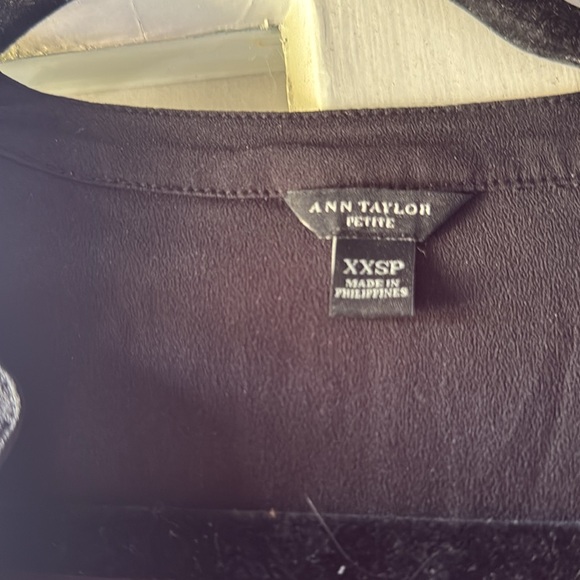 ANN TAYLOR
PETITE
XXSP
MADE IN
PHILIPPINES